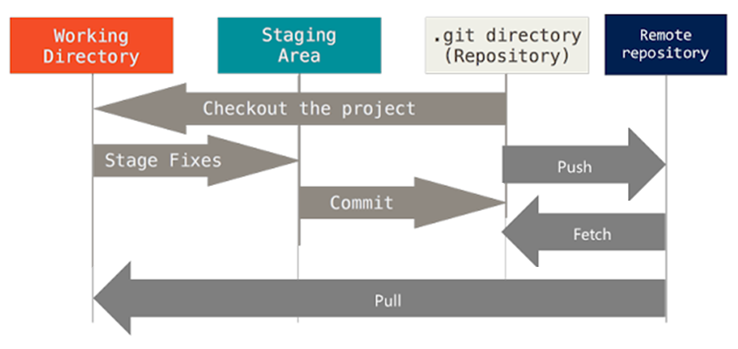 Working
Directory
Staging
Area
.git directory
(Repository)
Remote
repository
Checkout the project
Stage Fixes
Push
Commit
Fetch
Pull